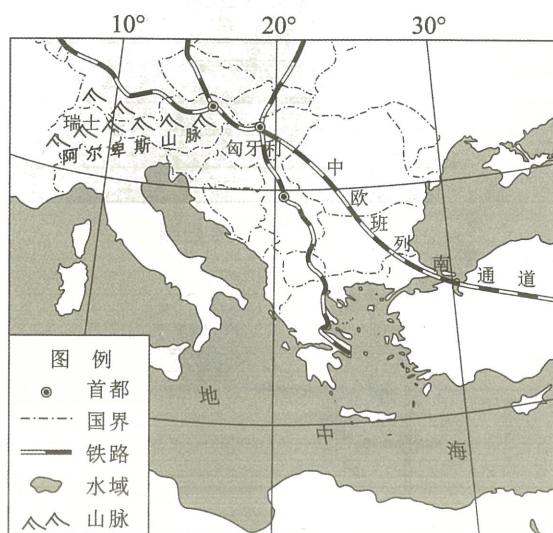 10° 20° 30°
瑞士
阿尔卑斯山脉
匈牙利
中欧班列南通道
地中海
图例
首都
国界
铁路
水域
山脉